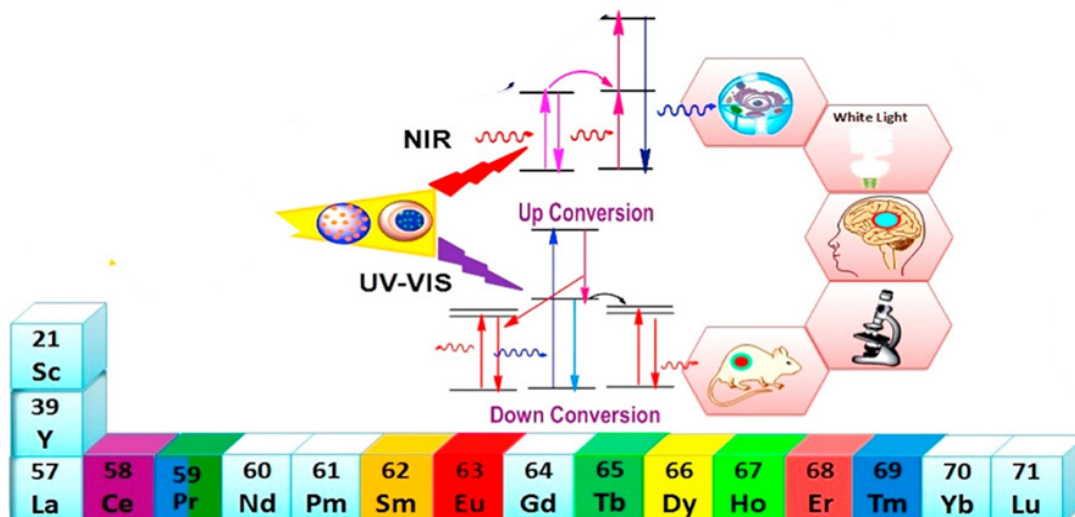 White Light
NIR
Up Conversion
UV-VIS
Down Conversion
21
Sc
39
Y
57 58 59 60 61 62 63 64 65 66 67 68 69 70 71
La Ce Pr Nd Pm Sm Eu Gd Tb Dy Ho Er Tm Yb Lu